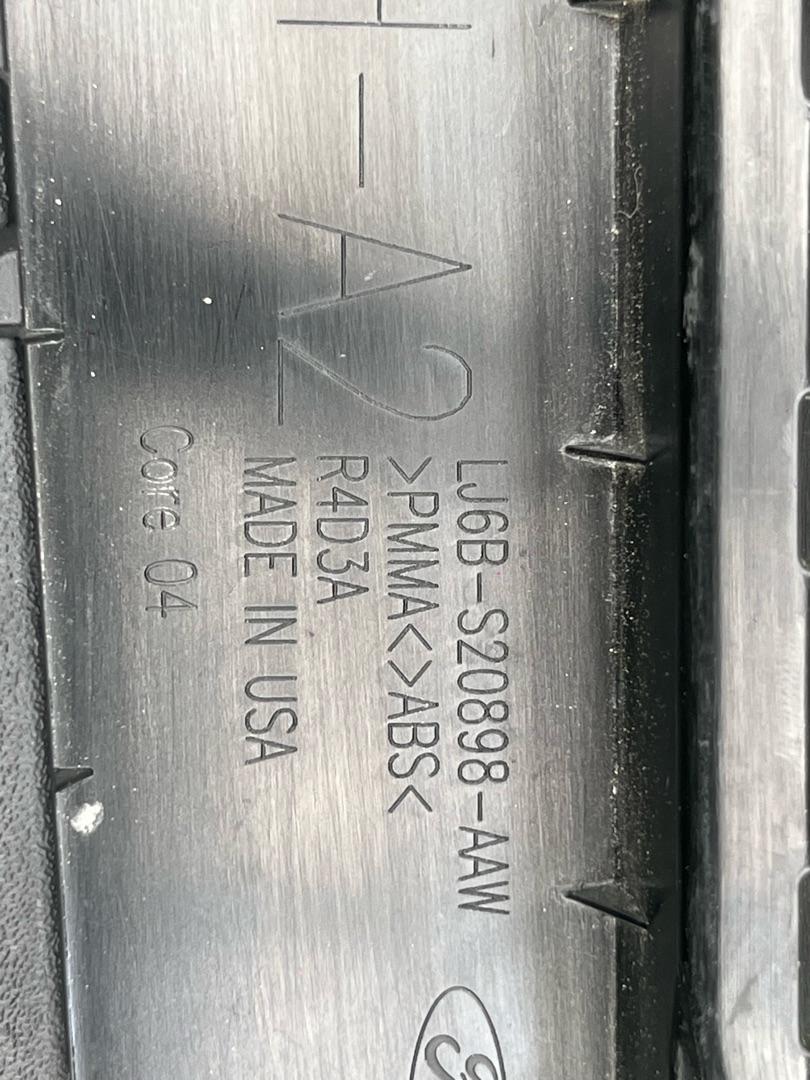 H-A2
LJ6B-S20898-AAW
>PMMA<>ABS<
R4D3A
MADE IN USA
Core 04